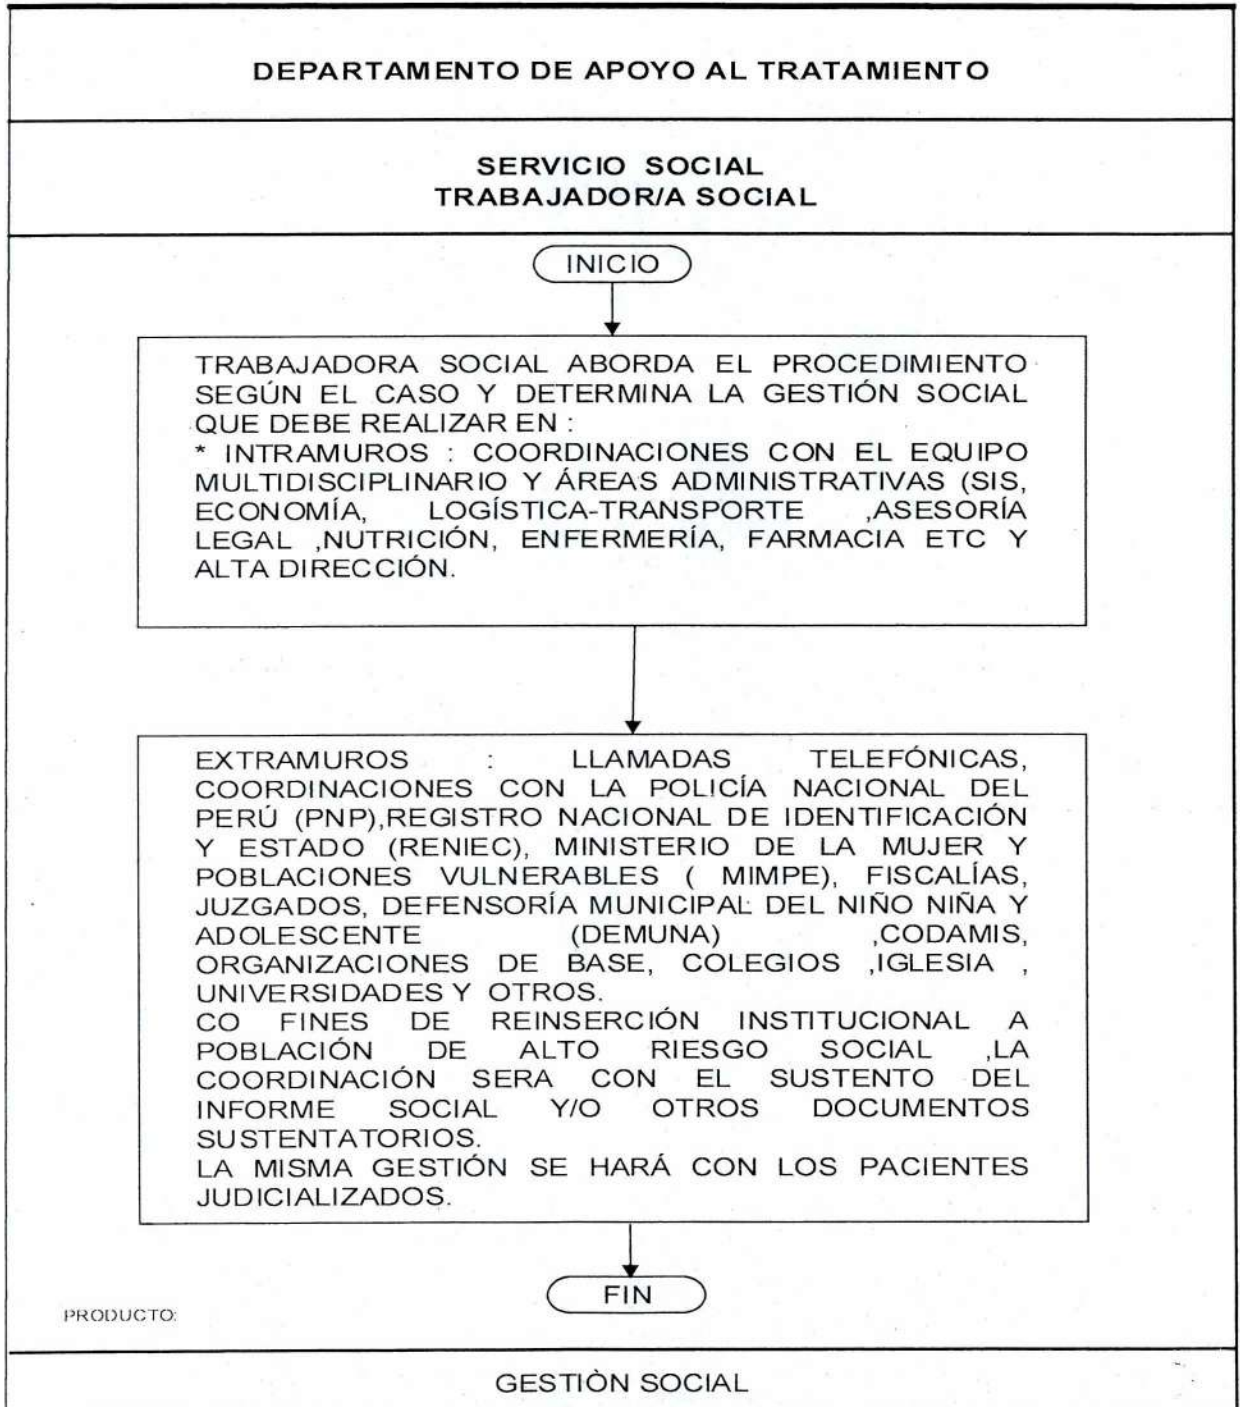 DEPARTAMENTO DE APOYO AL TRATAMIENTO
SERVICIO SOCIAL
TRABAJADOR/A SOCIAL
INICIO
TRABAJADORA SOCIAL ABORDA EL PROCEDIMIENTO
SEGÚN EL CASO Y DETERMINA LA GESTIÓN SOCIAL
QUE DEBE REALIZAR EN :
* INTRAMUROS : COORDINACIONES CON EL EQUIPO
MULTIDISCIPLINARIO Y ÁREAS ADMINISTRATIVAS (SIS,
ECONOMÍA, LOGÍSTICA-TRANSPORTE ,ASESORÍA
LEGAL ,NUTRICIÓN, ENFERMERÍA, FARMACIA ETC Y
ALTA DIRECCIÓN.
EXTRAMUROS : LLAMADAS TELEFÓNICAS,
COORDINACIONES CON LA POLICÍA NACIONAL DEL
PERÚ (PNP),REGISTRO NACIONAL DE IDENTIFICACIÓN
Y ESTADO (RENIEC), MINISTERIO DE LA MUJER Y
POBLACIONES VULNERABLES ( MIMPE), FISCALÍAS,
JUZGADOS, DEFENSORÍA MUNICIPAL DEL NIÑO NIÑA Y
ADOLESCENTE (DEMUNA) ,CODAMIS,
ORGANIZACIONES DE BASE, COLEGIOS ,IGLESIA ,
UNIVERSIDADES Y OTROS.
CO FINES DE REINSERCIÓN INSTITUCIONAL A
POBLACIÓN DE ALTO RIESGO SOCIAL ,LA
COORDINACIÓN SERA CON EL SUSTENTO DEL
INFORME SOCIAL Y/O OTROS DOCUMENTOS
SUSTENTATORIOS.
LA MISMA GESTIÓN SE HARÁ CON LOS PACIENTES
JUDICIALIZADOS.
FIN
PRODUCTO:
GESTIÒN SOCIAL